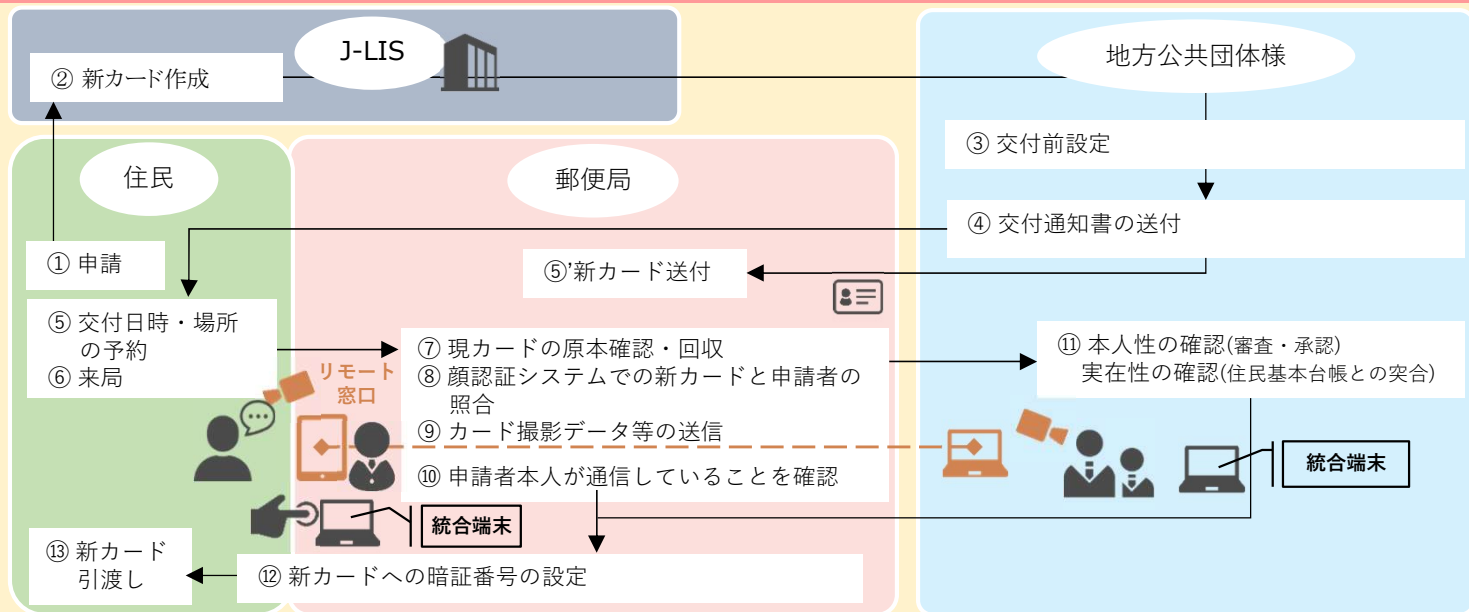 J-LIS
② 新カード作成
地方公共団体様
③ 交付前設定
住民
郵便局
④ 交付通知書の送付
① 申請
⑤’新カード送付
⑤ 交付日時・場所
の予約
⑥ 来局
⑦ 現カードの原本確認・回収
⑧ 顔認証システムでの新カードと申請者の
照合
⑨ カード撮影データ等の送信
⑩ 申請者本人が通信していることを確認
⑪ 本人性の確認(審査・承認)
実在性の確認(住民基本台帳との突合)
リモート
窓口
統合端末
統合端末
⑬ 新カード
引渡し
⑫ 新カードへの暗証番号の設定